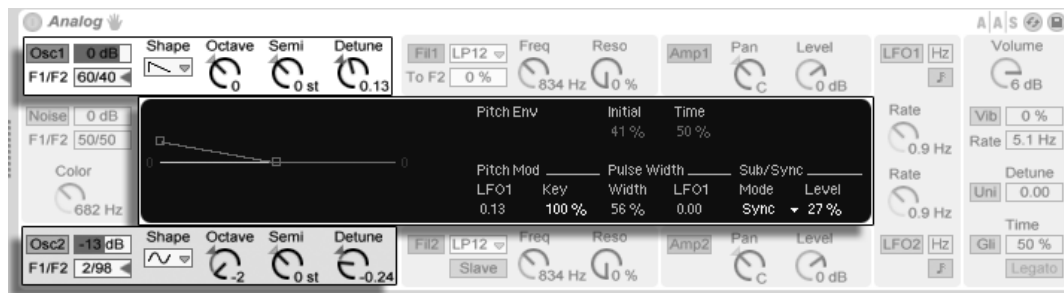 Analog A|A|S
Osc1 0 dB Shape Octave Semi Detune Fil1 LP12 Freq Reso Amp1 Pan Level LFO1 Hz Volume
F1/F2 60/40 0 0 st 0.13 To F2 0 % 834 Hz 0 % C 0 dB -6 dB
Noise 0 dB Pitch Env Initial Time Rate Vib 0 %
F1/F2 50/50 41 % 50 % 0.9 Hz Rate 5.1 Hz
0 0
Color Pitch Mod Pulse Width Sub/Sync Rate Detune
LFO1 Key Width LFO1 Mode Level Uni 0.00
682 Hz 0.13 100 % 56 % 0.00 Sync 27 % 0.9 Hz
Time
Osc2 -13 dB Shape Octave Semi Detune Fil2 LP12 Freq Reso Amp2 Pan Level LFO2 Hz Gli 50 %
F1/F2 2/98 -2 0 st -0.24 Slave 834 Hz 0 % C 0 dB Legato